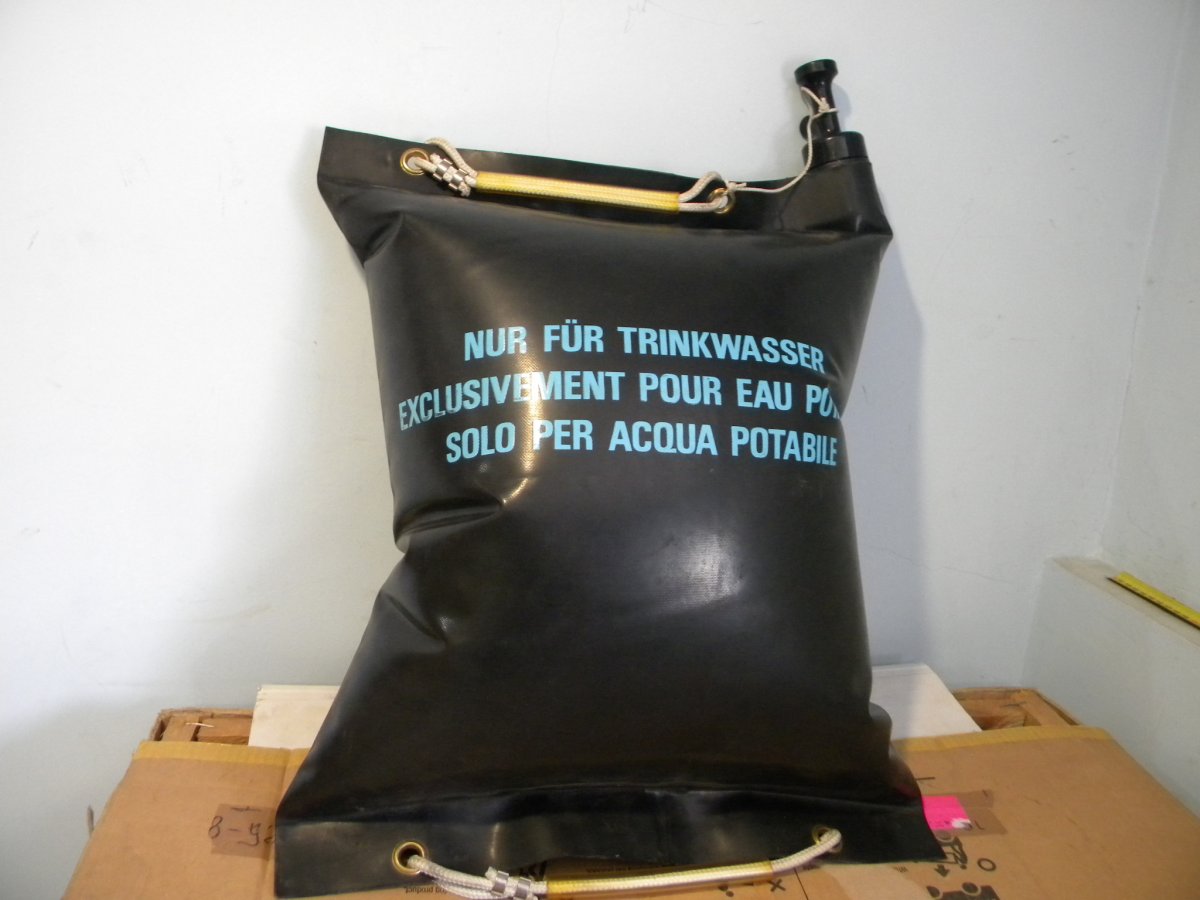 NUR FÜR TRINKWASSER
EXCLUSIVEMENT POUR EAU
SOLO PER ACQUA POTABILE